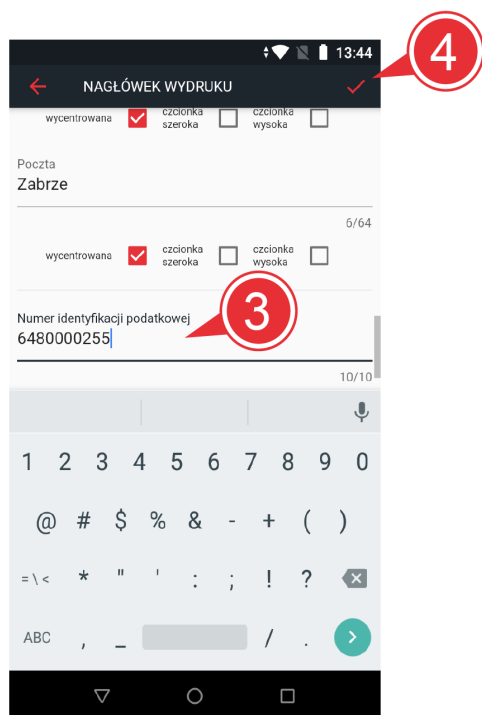 13:44
4
NAGŁÓWEK WYDRUKU
wycentrowana czcionka szeroka czcionka wysoka
Poczta
Zabrze
6/64
wycentrowana czcionka szeroka czcionka wysoka
Numer identyfikacji podatkowej
3
6480000255
10/10
1 2 3 4 5 6 7 8 9 0
@ # $ % & - + ( )
= \ < * " ' : ; ! ?
ABC , _ / .